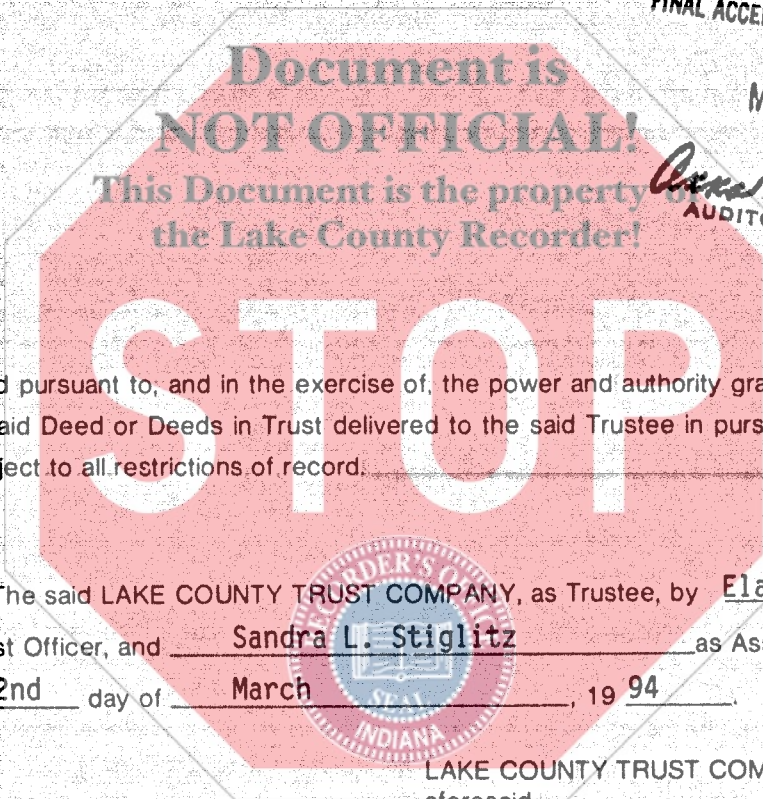 FINAL ACCE
Document is
NOT OFFICIAL!
This Document is the property of
the Lake County Recorder!
AUDITO
STOP
d pursuant to, and in the exercise of, the power and authority gra
aid Deed or Deeds in Trust delivered to the said Trustee in purs
ject to all restrictions of record.
The said LAKE COUNTY TRUST COMPANY, as Trustee, by Ela
st Officer, and Sandra L. Stiglitz as As
2nd day of March, 19 94.
RECORDER'S OFFICE
SEAL
INDIANA
LAKE COUNTY TRUST COM
aforesaid